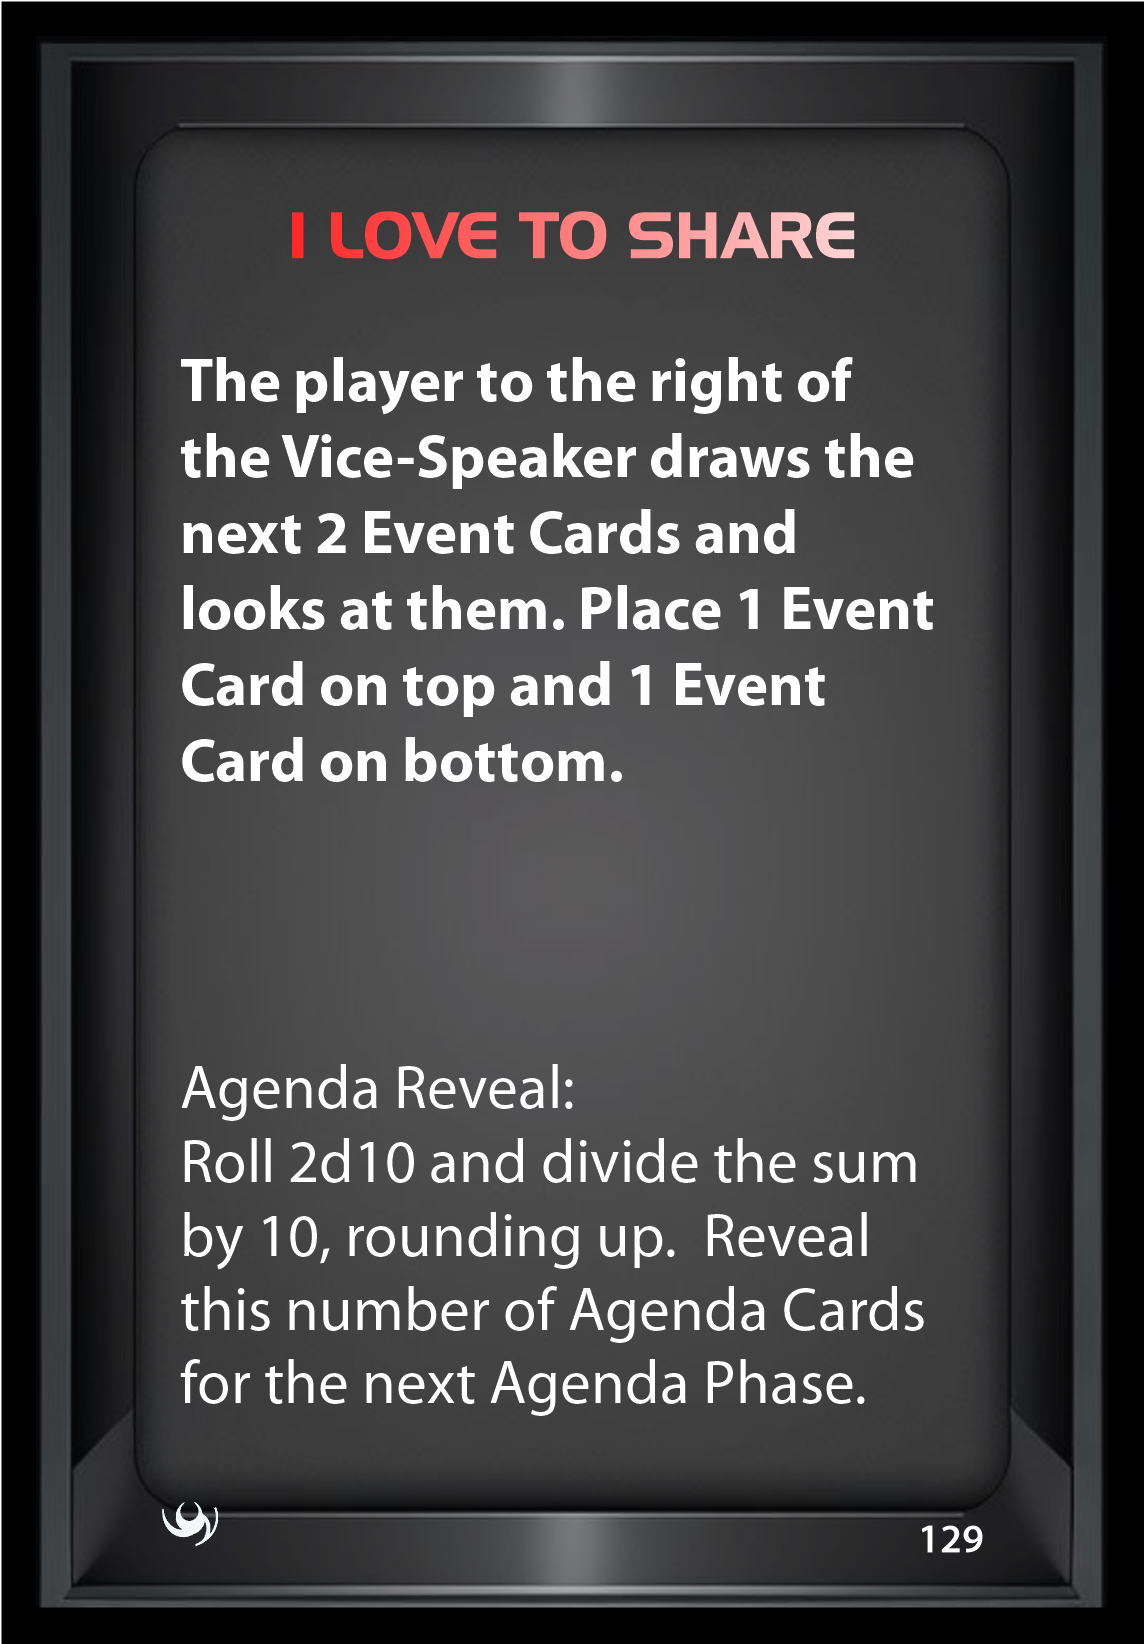 I LOVE TO SHARE
The player to the right of
the Vice-Speaker draws the
next 2 Event Cards and
looks at them. Place 1 Event
Card on top and 1 Event
Card on bottom.
Agenda Reveal:
Roll 2d10 and divide the sum
by 10, rounding up.  Reveal
this number of Agenda Cards
for the next Agenda Phase.
129